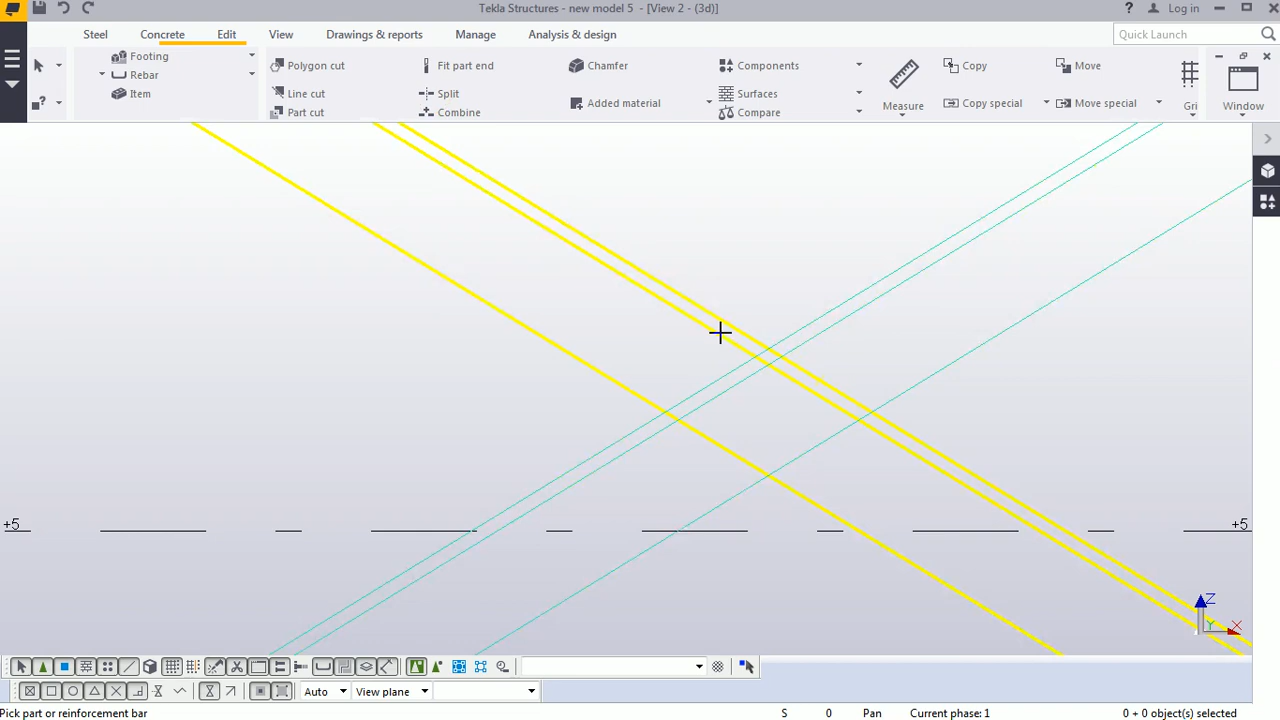 Tekla Structures - new model 5 - [View 2 - (3d)]
? Log in
Steel Concrete Edit View Drawings & reports Manage Analysis & design Quick Launch
Footing
Rebar
Item
Polygon cut
Line cut
Part cut
Fit part end
Split
Combine
Chamfer
Added material
Components
Surfaces
Compare
Measure
Copy
Copy special
Move
Move special
Gri
Window
+5 +5
Z
Y X
Auto View plane
Pick part or reinforcement bar S 0 Pan Current phase: 1 0 + 0 object(s) selected